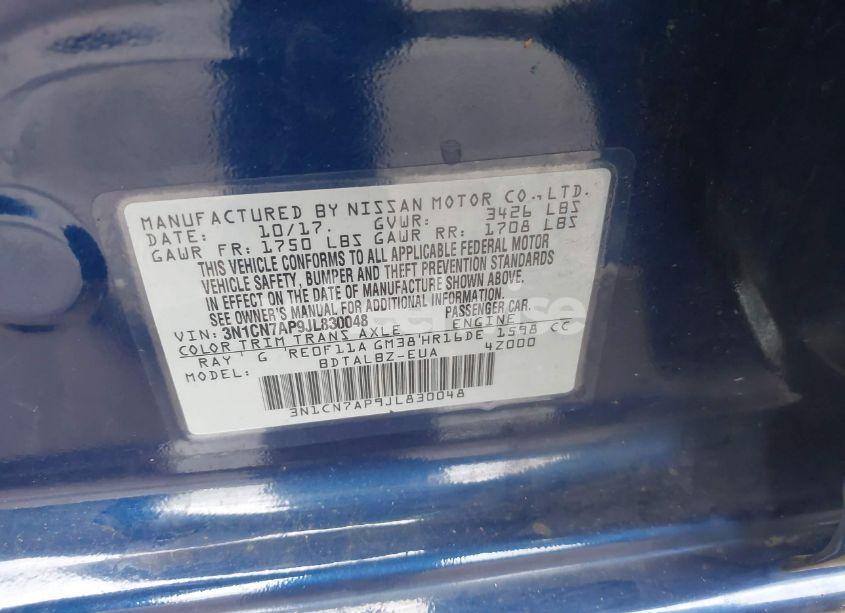 MANUFACTURED BY NISSAN MOTOR CO., LTD.
DATE: 10/17. GVWR: 3426 LBS
GAWR FR: 1750 LBS GAWR RR: 1708 LBS
THIS VEHICLE CONFORMS TO ALL APPLICABLE FEDERAL MOTOR
VEHICLE SAFETY, BUMPER AND THEFT PREVENTION STANDARDS
IN EFFECT ON THE DATE OF MANUFACTURE SHOWN ABOVE.
SEE OWNER'S MANUAL FOR ADDITIONAL INFORMATION.
VIN: 3N1CN7AP9JL830048 PASSENGER CAR.
COLOR TRIM TRANS AXLE ENGINE
RAY G RE0F11A GM38 HR16DE 1598 CC
MODEL: BDTALBZ-EUA 4Z000
3N1CN7AP9JL830048